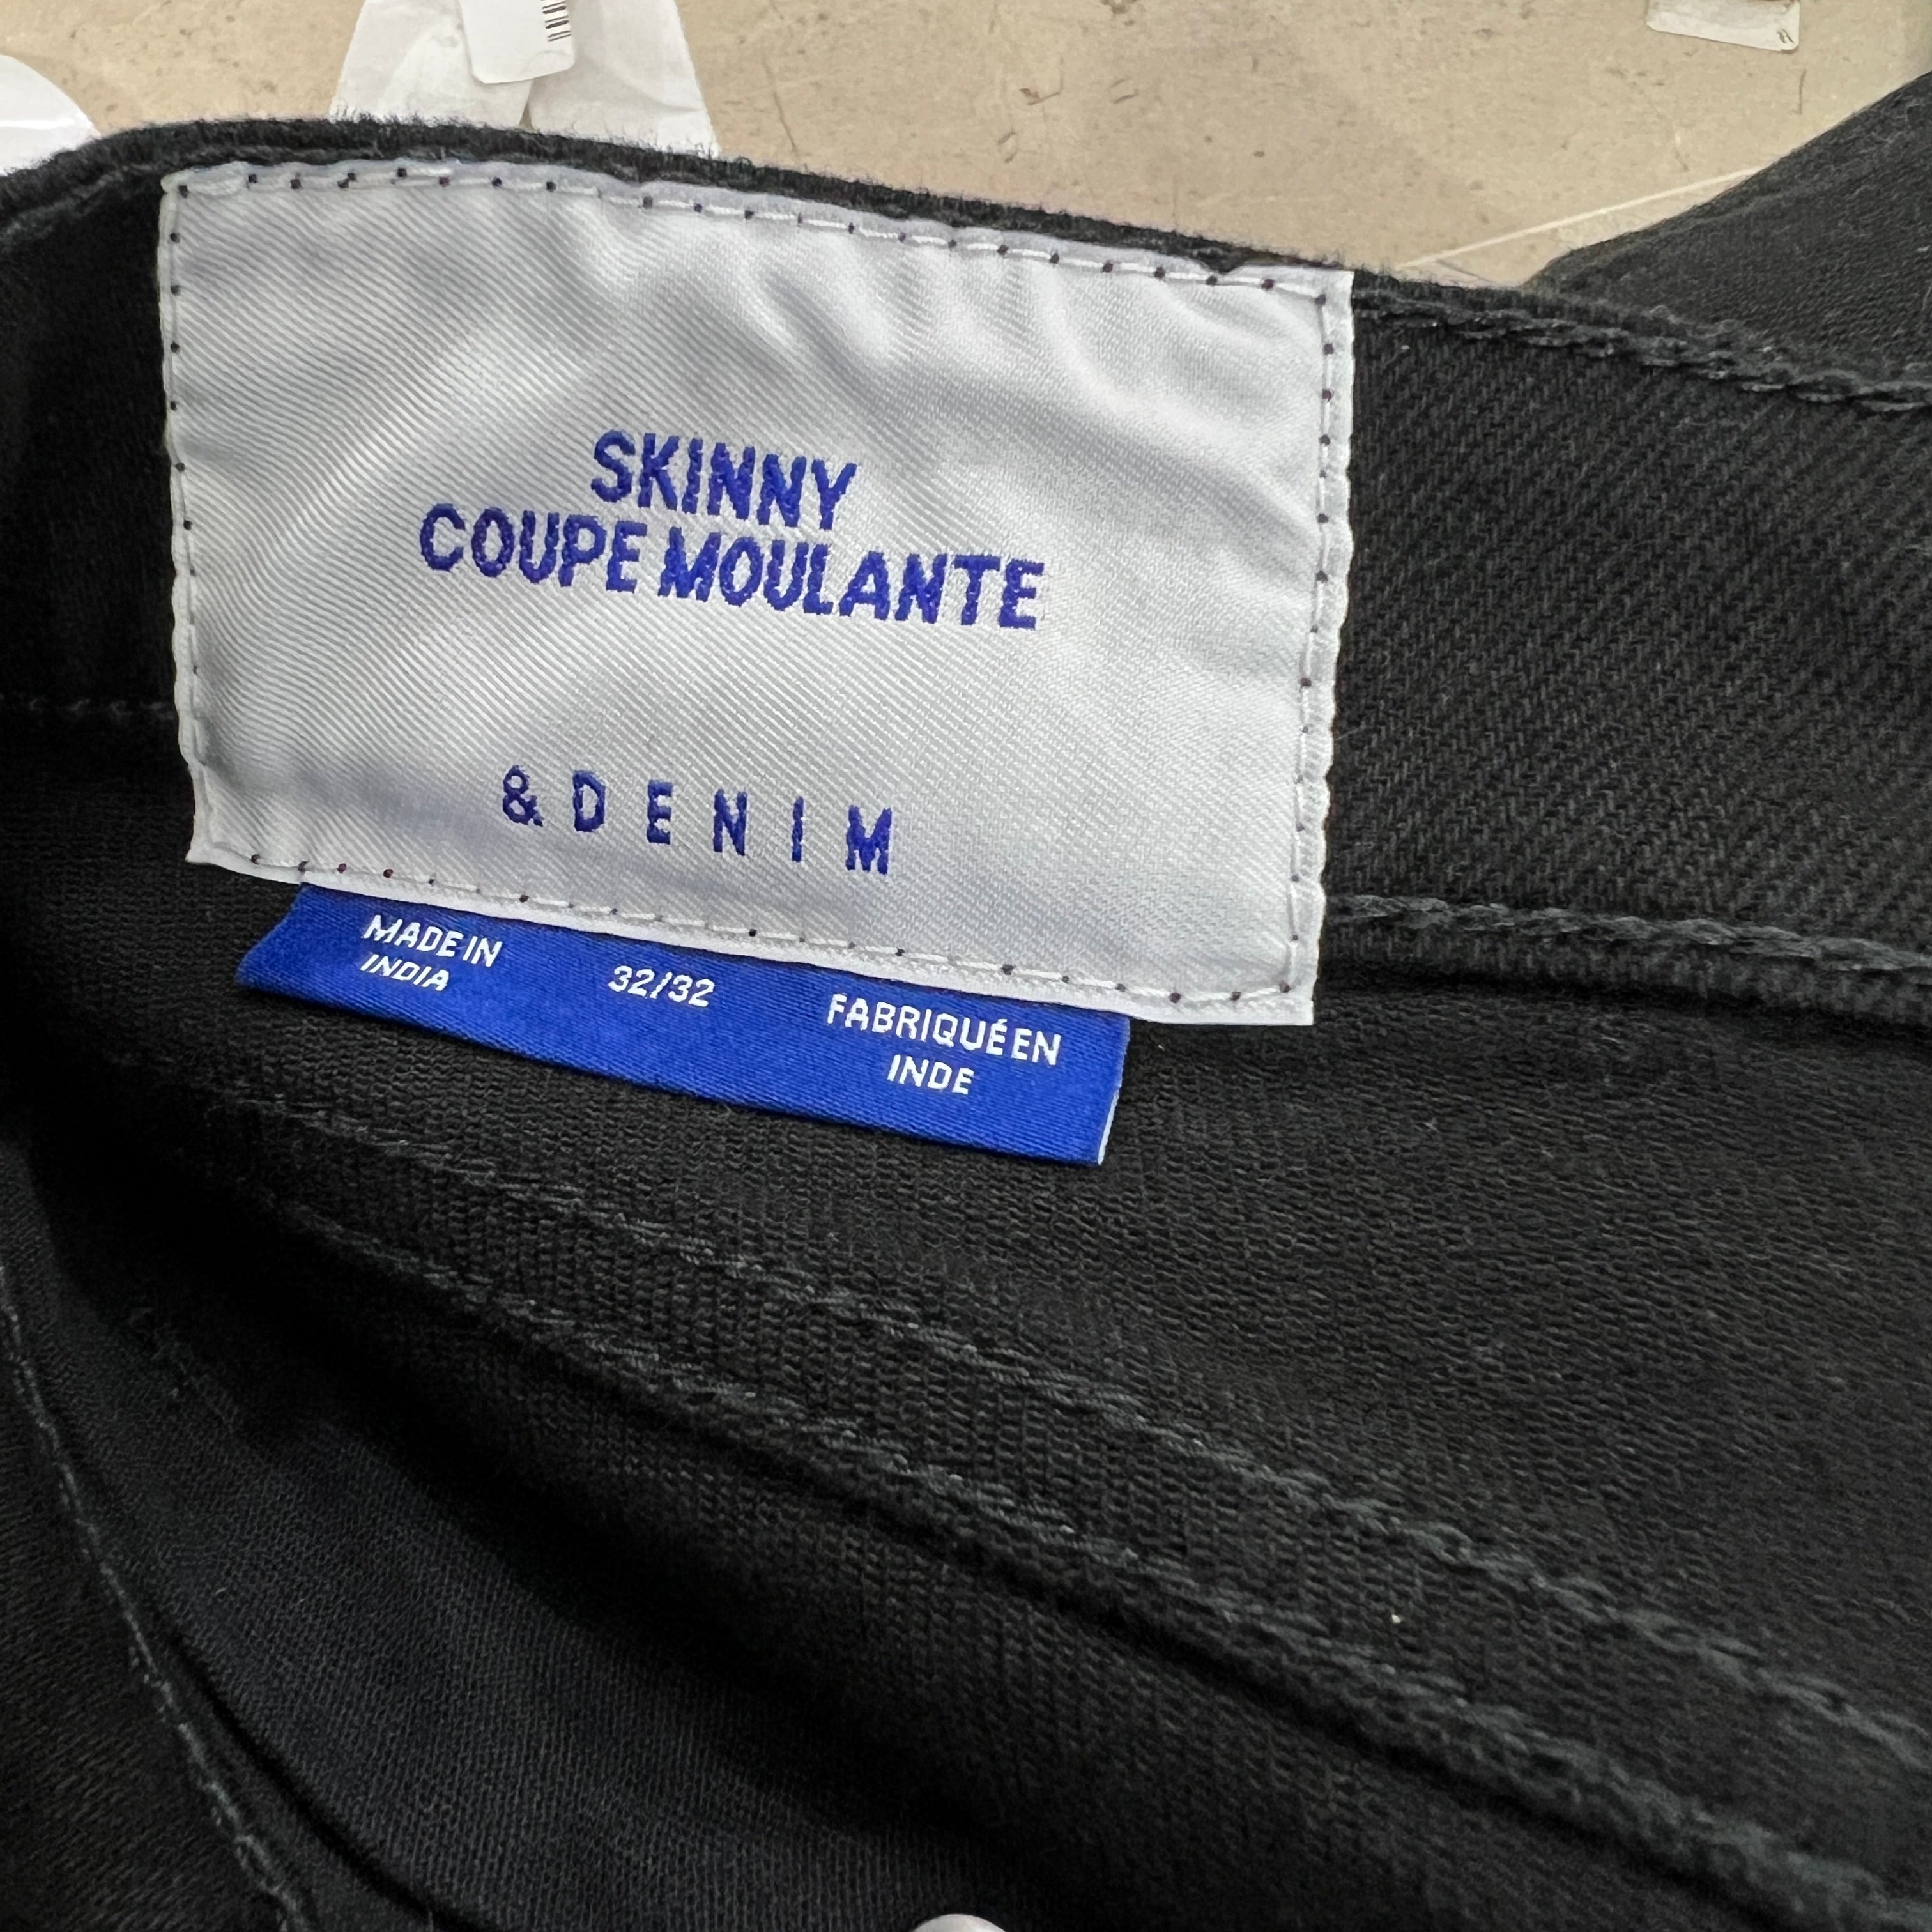 SKINNY
COUPE MOULANTE
& DENIM
MADE IN
INDIA
32/32
FABRIQUÉ EN
INDE